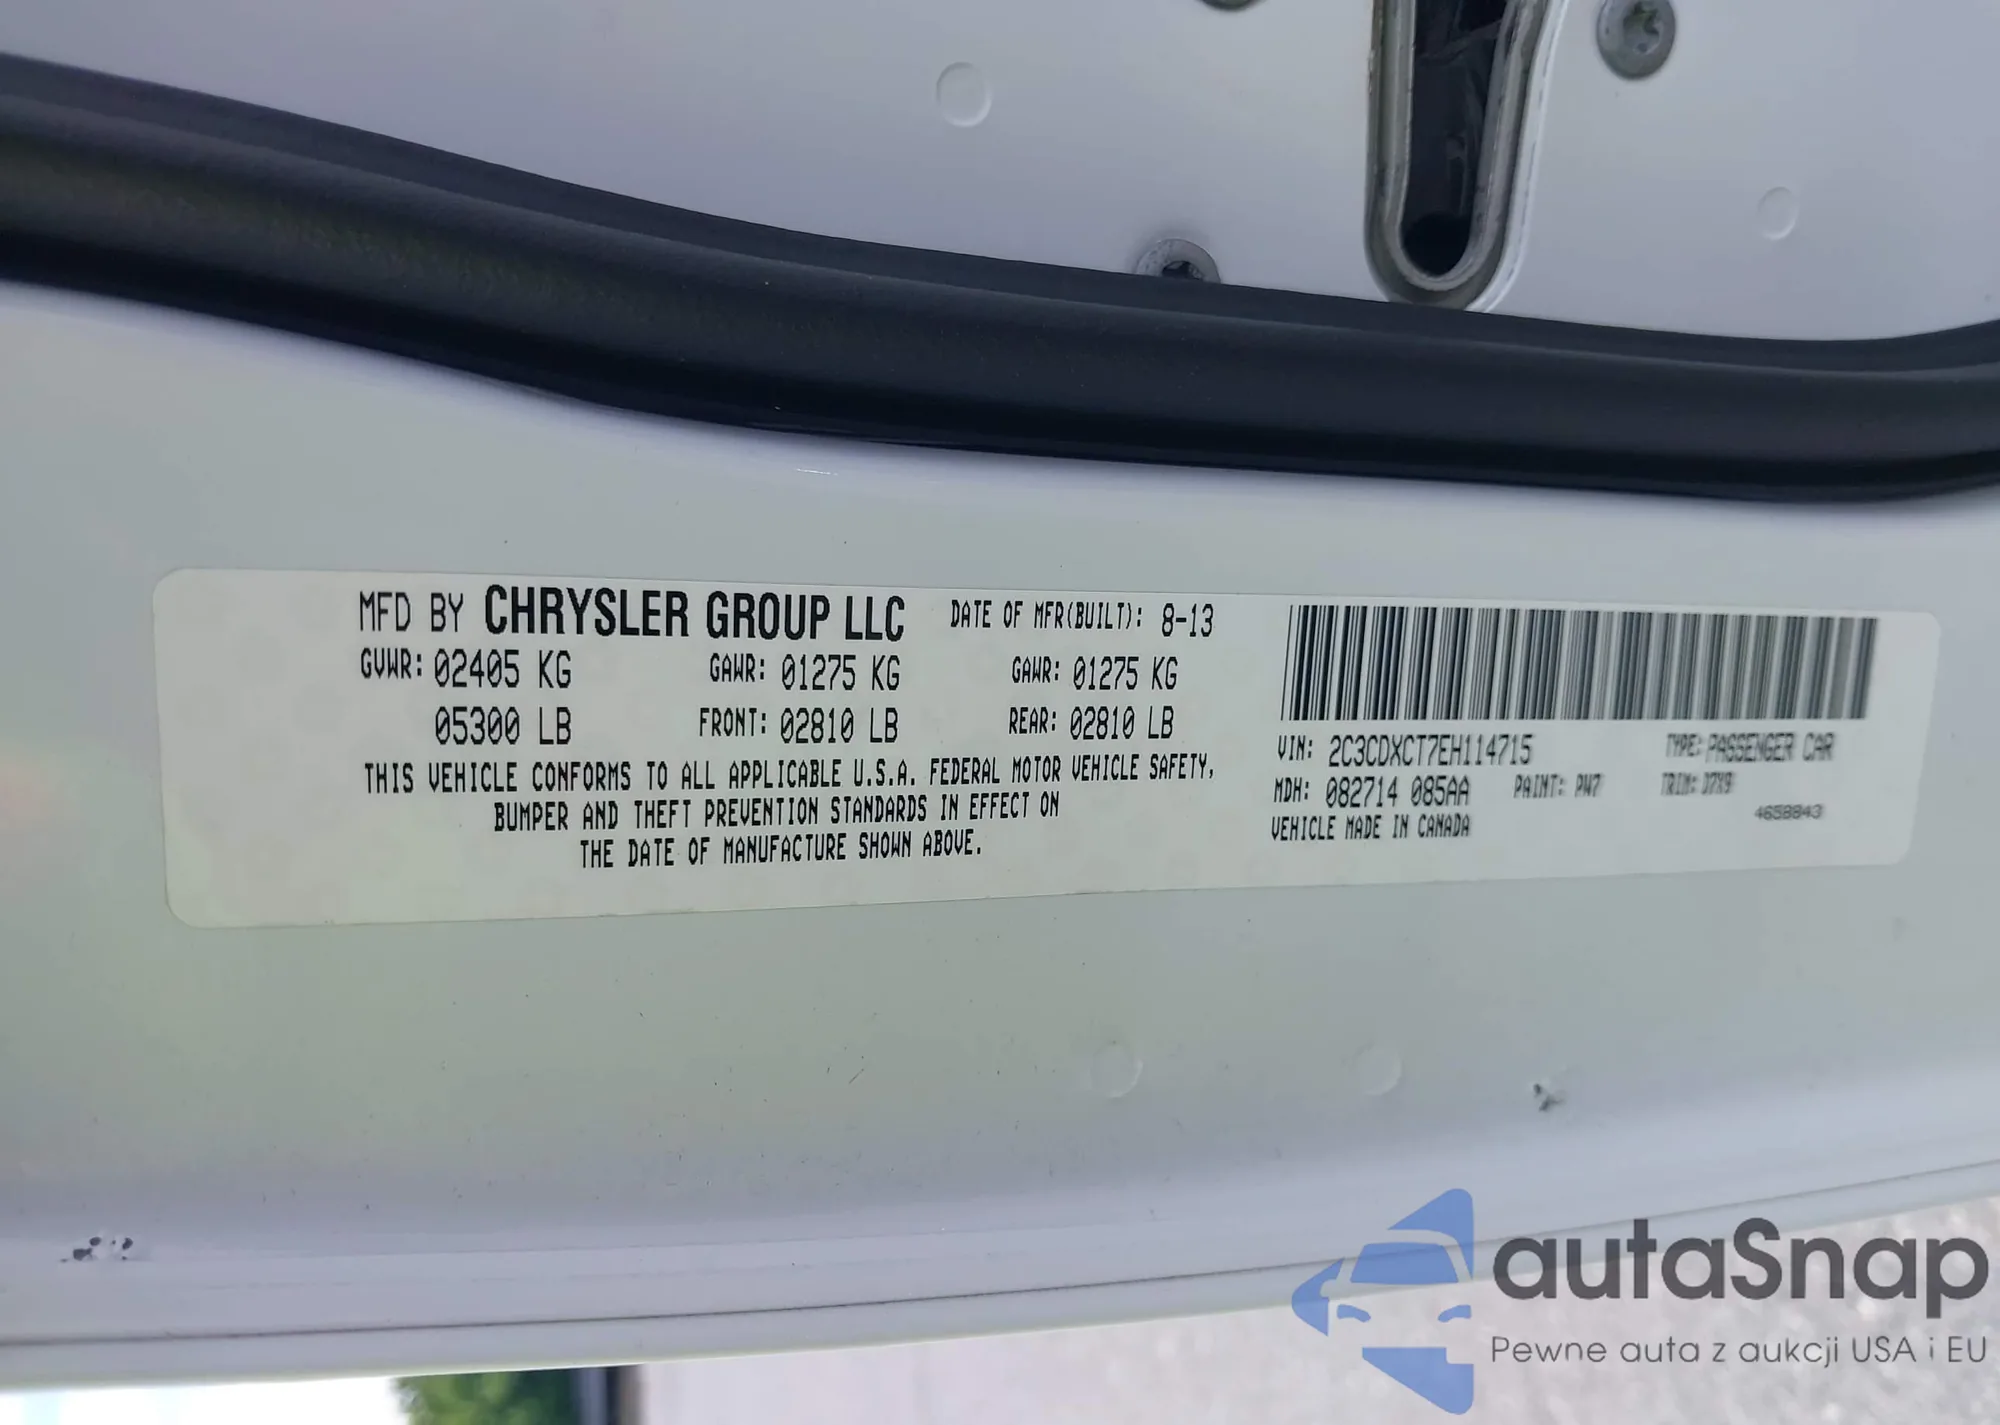 MFD BY CHRYSLER GROUP LLC DATE OF MFR(BUILT): 8-13
GVWR: 02405 KG GAWR: 01275 KG GAWR: 01275 KG
05300 LB FRONT: 02810 LB REAR: 02810 LB
THIS VEHICLE CONFORMS TO ALL APPLICABLE U.S.A. FEDERAL MOTOR VEHICLE SAFETY,
BUMPER AND THEFT PREVENTION STANDARDS IN EFFECT ON
THE DATE OF MANUFACTURE SHOWN ABOVE.
VIN: 2C3CDXCT7EH114715 TYPE: PASSENGER CAR
MDH: 082714 085AA PAINT: PW7 TRIM: D7X9
4658843
VEHICLE MADE IN CANADA
autaSnap
Pewne auta z aukcji USA i EU